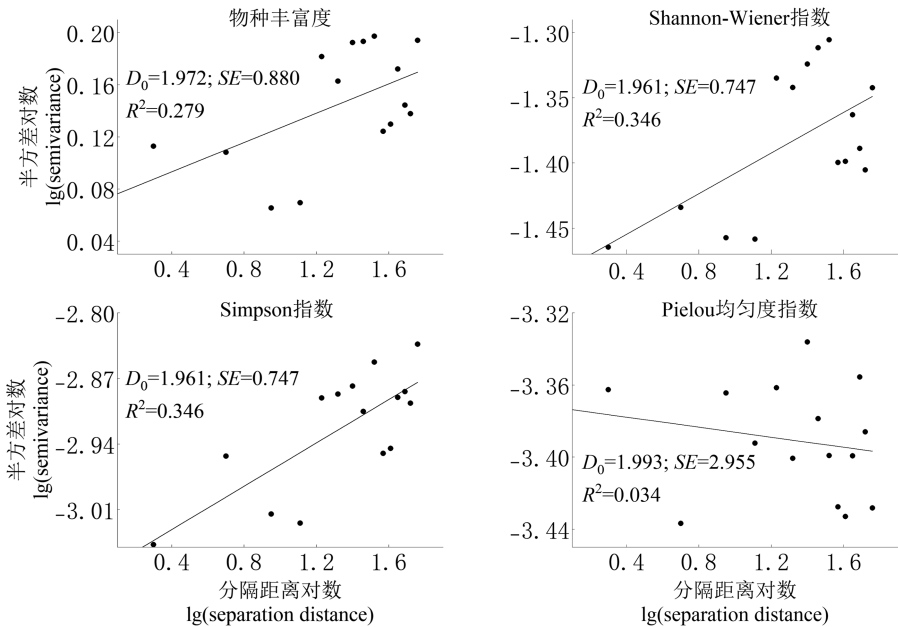 物种丰富度
0.20
0.16
0.12
0.08
0.04
半方差对数
lg(semivariance)
D0=1.972; SE=0.880
R2=0.279
0.4 0.8 1.2 1.6
Shannon-Wiener指数
-1.30
-1.35
-1.40
-1.45
D0=1.961; SE=0.747
R2=0.346
0.4 0.8 1.2 1.6
Simpson指数
-2.80
-2.87
-2.94
-3.01
半方差对数
lg(semivariance)
D0=1.961; SE=0.747
R2=0.346
0.4 0.8 1.2 1.6
分隔距离对数
lg(separation distance)
Pielou均匀度指数
-3.32
-3.36
-3.40
-3.44
D0=1.993; SE=2.955
R2=0.034
0.4 0.8 1.2 1.6
分隔距离对数
lg(separation distance)